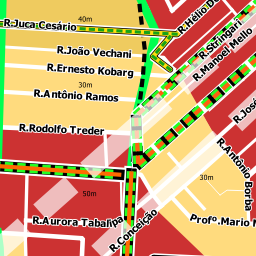 40m
R.Juca Cesário
R.Hélio D
R.Stringari
R.João Vechani
R.Manoel Mello
R.Ernesto Kobarg
R.Antônio Ramos
R.José
R.Rodolfo Treder
R.Antônio Borba
30m
50m
R.Aurora Tabalipa
R.Conceição
Profº.Mario M